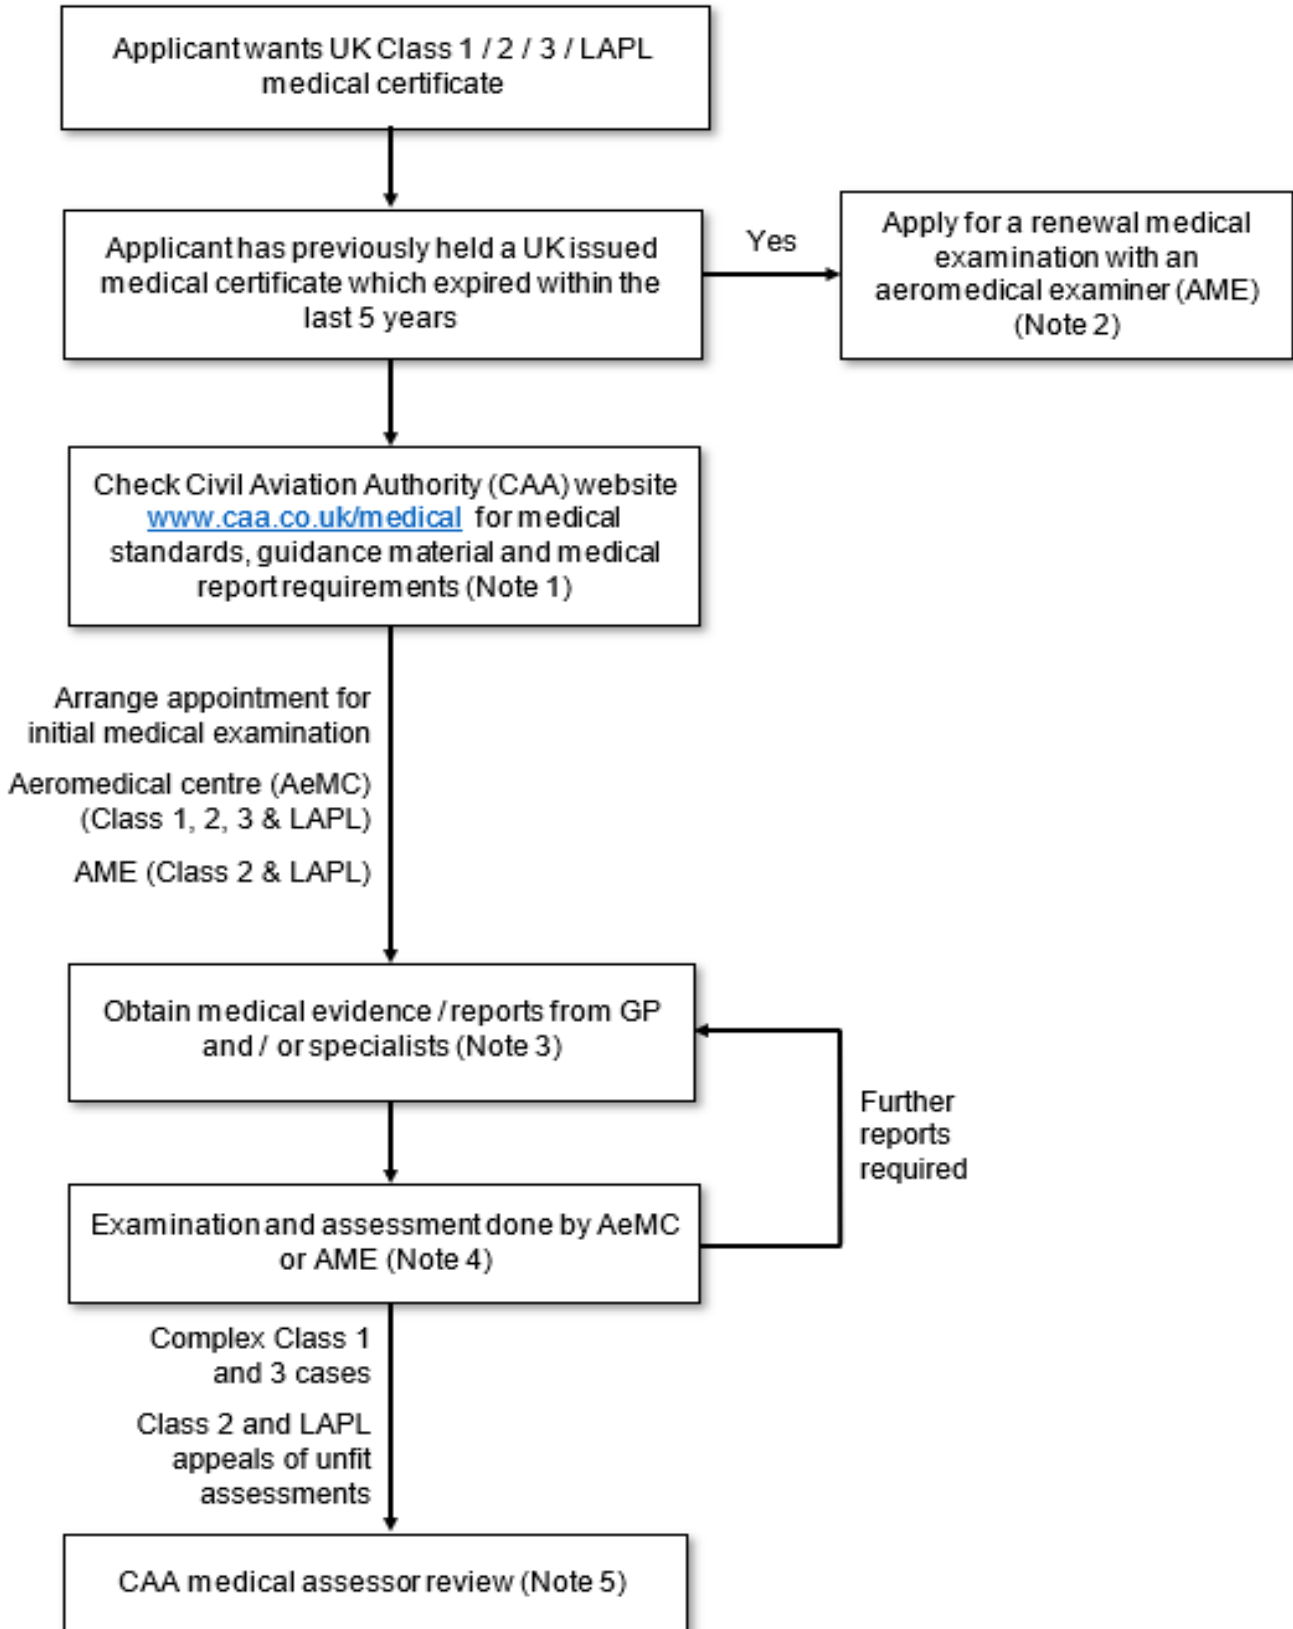 Applicant wants UK Class 1 / 2 / 3 / LAPL
medical certificate
Applicant has previously held a UK issued
medical certificate which expired within the
last 5 years
Yes
Apply for a renewal medical
examination with an
aeromedical examiner (AME)
(Note 2)
Check Civil Aviation Authority (CAA) website
www.caa.co.uk/medical for medical
standards, guidance material and medical
report requirements (Note 1)
Arrange appointment for
initial medical examination
Aeromedical centre (AeMC)
(Class 1, 2, 3 & LAPL)
AME (Class 2 & LAPL)
Obtain medical evidence / reports from GP
and / or specialists (Note 3)
Further
reports
required
Examination and assessment done by AeMC
or AME (Note 4)
Complex Class 1
and 3 cases
Class 2 and LAPL
appeals of unfit
assessments
CAA medical assessor review (Note 5)